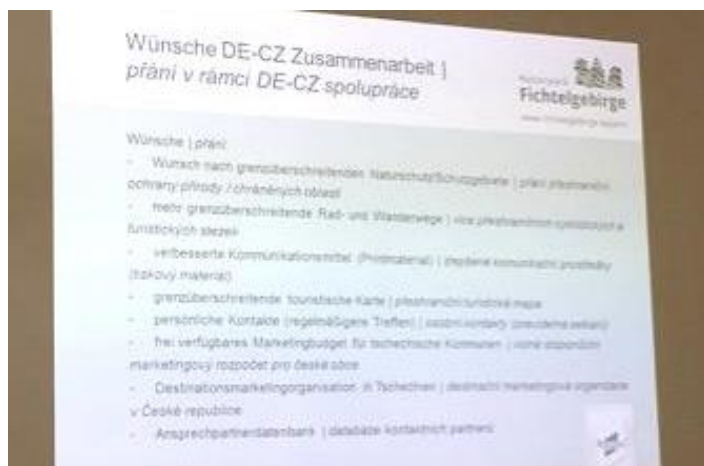 Wünsche DE-CZ Zusammenarbeit |
přání v rámci DE-CZ spolupráce
Naturpark
Fichtelgebirge
Wünsche | přání:
- Wunsch nach grenzüberschreitenden Naturschutz/Schutzgebiete | přání přeshraniční
ochrany přírody / chráněných oblastí
- mehr grenzüberschreitende Rad- und Wanderwege | více přeshraničních cyklistických a
turistických stezek
- verbesserte Kommunikationsmittel (Printmaterial) | zlepšené komunikační prostředky
(tiskový materiál)
- grenzüberschreitende touristische Karte | přeshraniční turistická mapa
- persönliche Kontakte (regelmäßigere Treffen) | osobní kontakty (pravidelná setkání)
- frei verfügbares Marketingbudget für tschechische Kommunen | volně disponibilní
marketingový rozpočet pro české obce
- Destinationsmarketingorganisation in Tschechien | destinační marketingová organizace
v České republice
- Ansprechpartnerdatenbank | databáze kontaktních partnerů